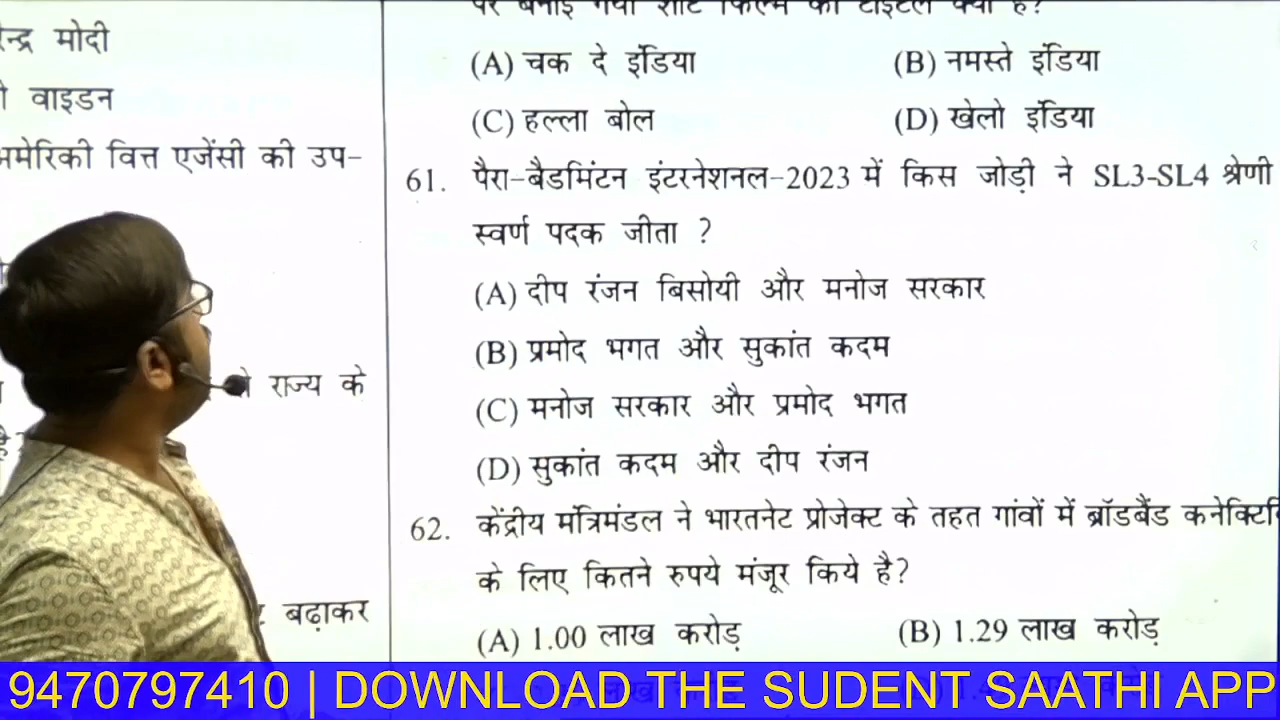 न्द्र मोदी
वाइडन
अमेरिकी वित्त एजेंसी की उप-
राज्य के
बढ़ाकर
पर बनाई गयी शॉर्ट फिल्म का टाइटल क्या है?
(A) चक दे इंडिया
(B) नमस्ते इंडिया
(C) हल्ला बोल
(D) खेलो इंडिया
61. पैरा-बैडमिंटन इंटरनेशनल-2023 में किस जोड़ी ने SL3-SL4 श्रेणी
स्वर्ण पदक जीता ?
(A) दीप रंजन बिसोयी और मनोज सरकार
(B) प्रमोद भगत और सुकांत कदम
(C) मनोज सरकार और प्रमोद भगत
(D) सुकांत कदम और दीप रंजन
62. केंद्रीय मंत्रिमंडल ने भारतनेट प्रोजेक्ट के तहत गांवों में ब्रॉडबैंड
के लिए कितने रुपये मंजूर किये है?
(A) 1.00 लाख करोड़
(B) 1.29 लाख करोड़
9470797410 | DOWNLOAD THE SUDENT SAATHI APP